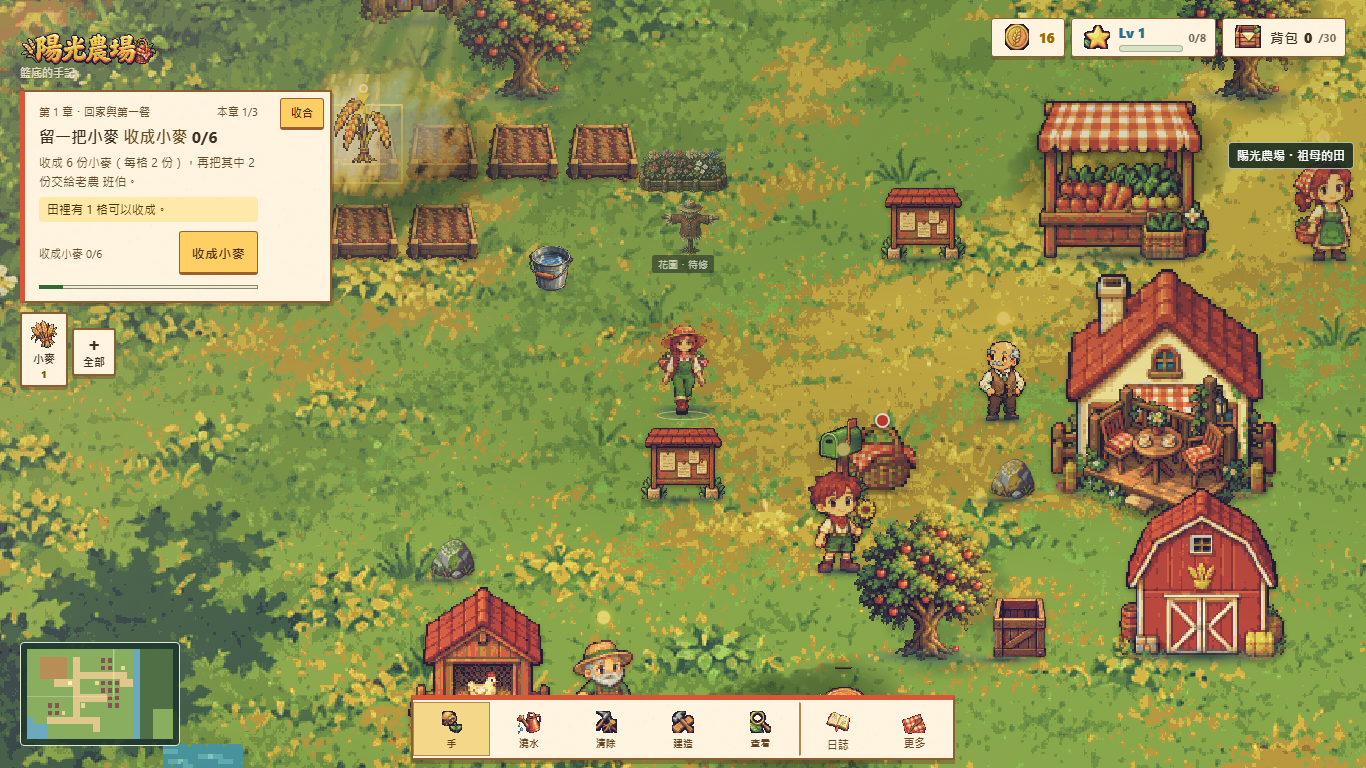 陽光農場
籃底的手記
第 1 章 · 回家與第一餐
本章 1/3
收合
留一把小麥 收成小麥 0/6
收成 6 份小麥（每格 2 份），再把其中 2
份交給老農 班伯。
田裡有 1 格可以收成。
收成小麥 0/6
收成小麥
小麥
1
+
全部
16
Lv 1
0/8
背包 0 /30
陽光農場 · 祖母的田
花圃 · 待修
手
澆水
清除
建造
查看
日誌
更多